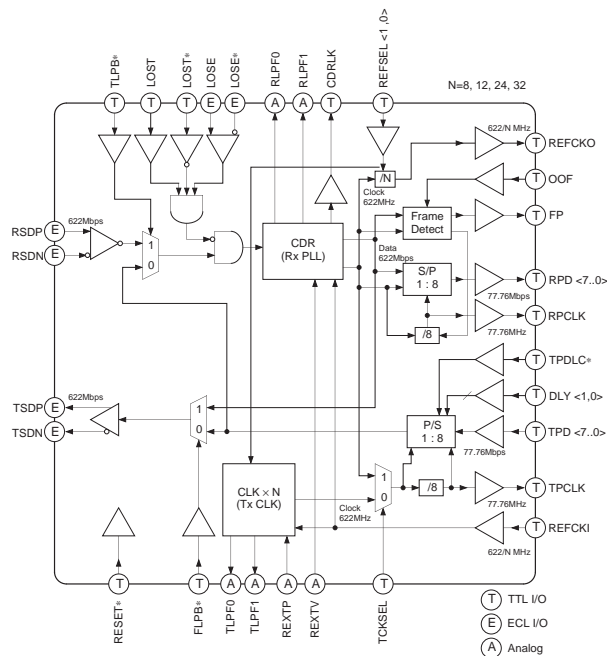 TLPB*
LOST
LOST*
LOSE
LOSE*
RLPF0
RLPF1
CDRLK
REFSEL <1 ,0>
T
T
T
E
E
A
A
T
T
N=8, 12, 24, 32
622/N MHz
T REFCKO
/N
Clock
622MHz
T OOF
Frame
Detect
T FP
RSDP E 622Mbps
RSDN E
1
0
CDR
(Rx PLL)
Data
622Mbps
S/P
1 : 8
T RPD <7..0>
77.76Mbps
T RPCLK
77.76MHz
/8
T TPDLC*
TSDP E 622Mbps
TSDN E
1
0
T DLY <1,0>
P/S
1 : 8
T TPD <7..0>
77.76Mbps
1
0
/8
T TPCLK
77.76MHz
CLK × N
(Tx CLK)
Clock
622MHz
T REFCKI
622/N MHz
T
T
A
A
A
A
T
RESET*
FLPB*
TLPF0
TLPF1
REXTP
REXTV
TCKSEL
T TTL I/O
E ECL I/O
A Analog